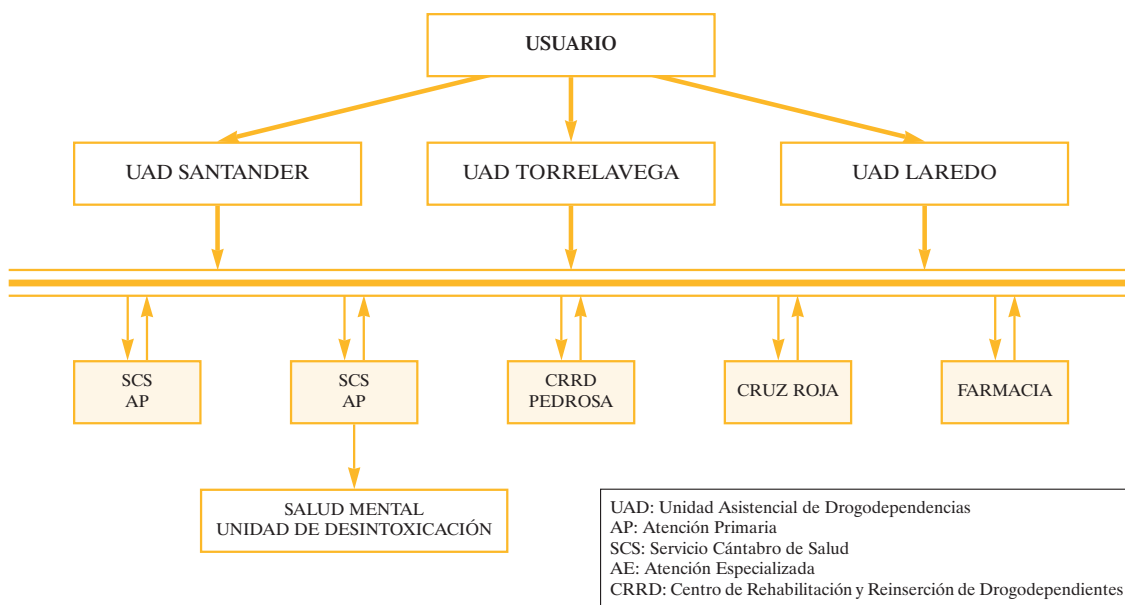 USUARIO
UAD SANTANDER
UAD TORRELAVEGA
UAD LAREDO
SCS
AP
SCS
AP
CRRD
PEDROSA
CRUZ ROJA
FARMACIA
SALUD MENTAL
UNIDAD DE DESINTOXICACIÓN
UAD: Unidad Asistencial de Drogodependencias
AP: Atención Primaria
SCS: Servicio Cántabro de Salud
AE: Atención Especializada
CRRD: Centro de Rehabilitación y Reinserción de Drogodependientes